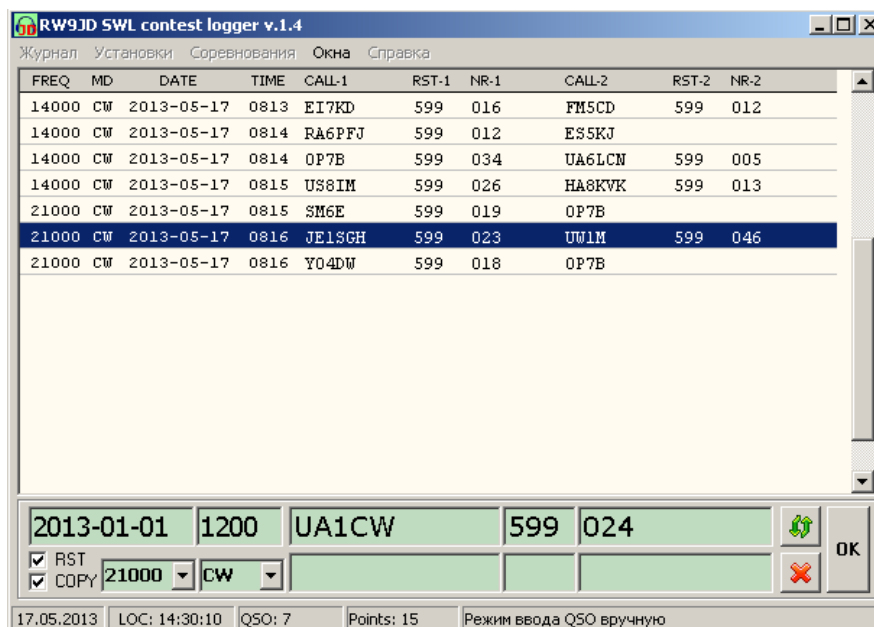 RW9JD SWL contest logger v.1.4
Журнал Установки Соревнования Окна Справка
FREQ MD DATE TIME CALL-1 RST-1 NR-1 CALL-2 RST-2 NR-2
14000 CW 2013-05-17 0813 EI7KD 599 016 FM5CD 599 012
14000 CW 2013-05-17 0814 RA6PFJ 599 012 ES5KJ
14000 CW 2013-05-17 0814 OP7B 599 034 UA6LCN 599 005
14000 CW 2013-05-17 0815 US8IM 599 026 HA8KVK 599 013
21000 CW 2013-05-17 0815 SM6E 599 019 OP7B
21000 CW 2013-05-17 0816 JE1SGH 599 023 UW1M 599 046
21000 CW 2013-05-17 0816 YO4DW 599 018 OP7B
2013-01-01 1200 UA1CW 599 024
RST
COPY 21000 CW
OK
17.05.2013 LOC: 14:30:10 QSO: 7 Points: 15 Режим ввода QSO вручную